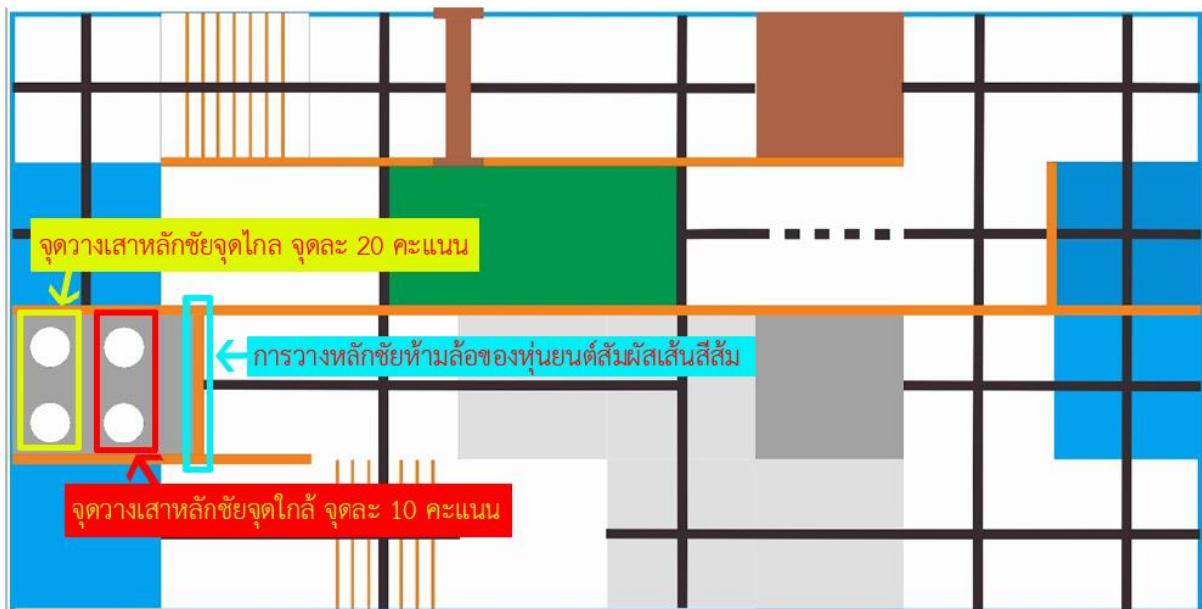 จุดวางเสาหลักชัยจุดไกล จุดละ 20 คะแนน
การวางหลักชัยห้ามล้อของหุ่นยนต์สัมผัสเส้นสีส้ม
จุดวางเสาหลักชัยจุดใกล้ จุดละ 10 คะแนน